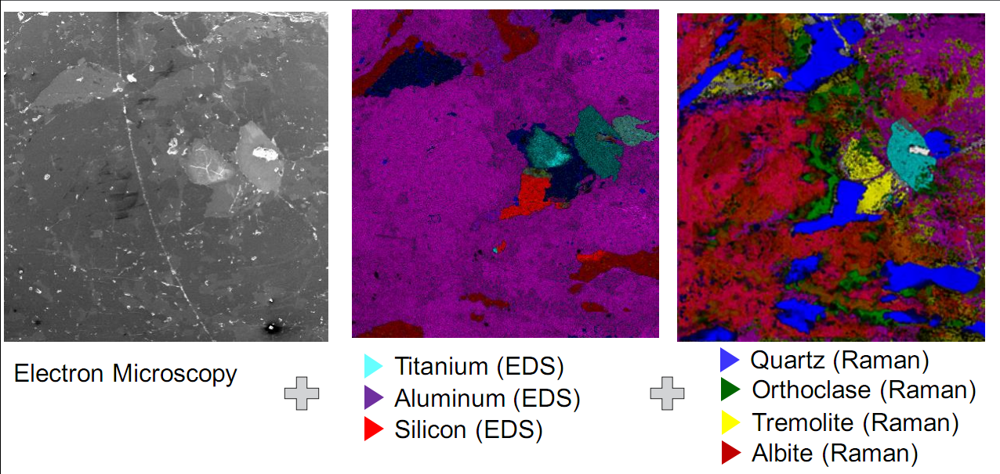 Electron Microscopy
Titanium (EDS)
Aluminum (EDS)
Silicon (EDS)
Quartz (Raman)
Orthoclase (Raman)
Tremolite (Raman)
Albite (Raman)